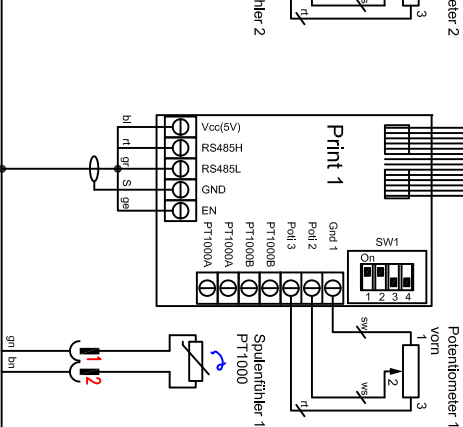 hler 2
rt
ws
3
eter 2
bl
rt
gr
S
ge
Vcc(5V)
RS485H
RS485L
GND
EN
Print 1
PT1000A
PT1000A
PT1000B
PT1000B
Poti 3
Poti 2
Gnd 1
SW1
On
1 2 3 4
sw
ws
rt
1
2
3
Potentiometer 1
vorn
Spulenfühler 1
PT1000
gn
bn
1
2